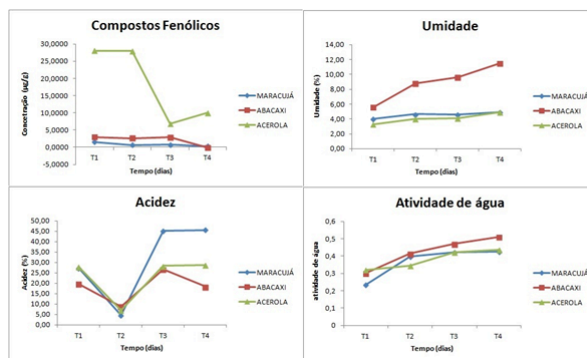 Compostos Fenólicos
30,0000
25,0000
20,0000
15,0000
10,0000
5,0000
0,0000
-5,0000
Concetração (µg/g)
T1 T2 T3 T4
Tempo (dias)
MARACUJÁ
ABACAXI
ACEROLA
Umidade
14,00
12,00
10,00
8,00
6,00
4,00
2,00
0,00
Umidade (%)
T1 T2 T3 T4
Tempo (dias)
MARACUJÁ
ABACAXI
ACEROLA
Acidez
50,00
45,00
40,00
35,00
30,00
25,00
20,00
15,00
10,00
5,00
0,00
Acidez (%)
T1 T2 T3 T4
Tempo (dias)
MARACUJÁ
ABACAXI
ACEROLA
Atividade de água
0,6
0,5
0,4
0,3
0,2
0,1
0
atividade de água
T1 T2 T3 T4
Tempo (dias)
MARACUJÁ
ABACAXI
ACEROLA